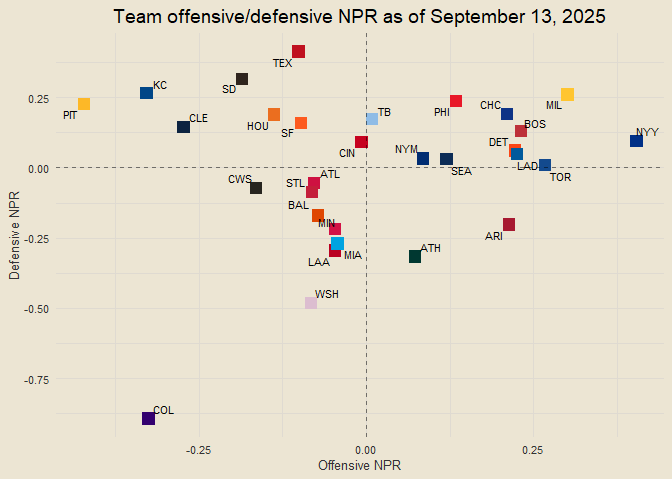 Team offensive/defensive NPR as of September 13, 2025
TEX
KC
SD
PIT
CLE
HOU
SF
TB
PHI
CHC
MIL
BOS
NYY
CIN
NYM
DET
SEA
LAD
TOR
CWS
STL
ATL
BAL
MIN
ARI
LAA
MIA
ATH
WSH
COL
0.25
0.00
-0.25
-0.50
-0.75
Defensive NPR
-0.25
0.00
0.25
Offensive NPR